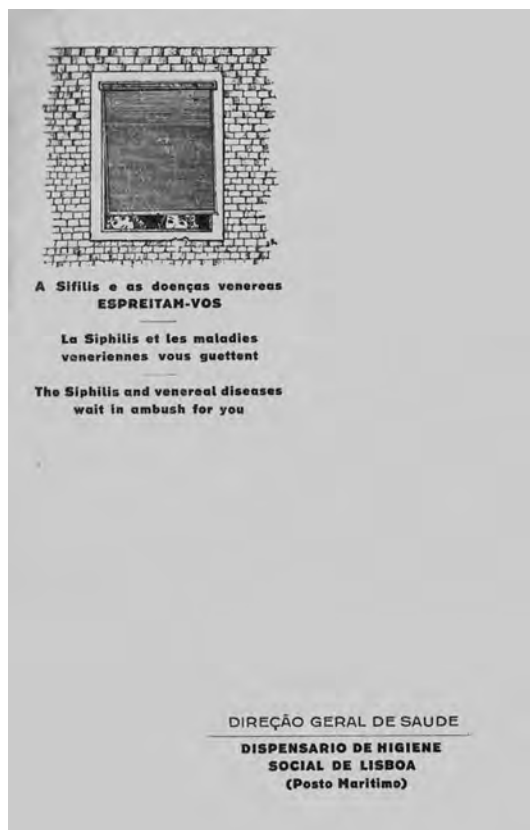 A Sifilis e as doenças venereas
ESPREITAM-VOS
La Siphilis et les maladies
veneriennes vous guettent
The Siphilis and venereal diseases
wait in ambush for you
DIREÇÃO GERAL DE SAUDE
DISPENSARIO DE HIGIENE
SOCIAL DE LISBOA
(Posto Maritimo)